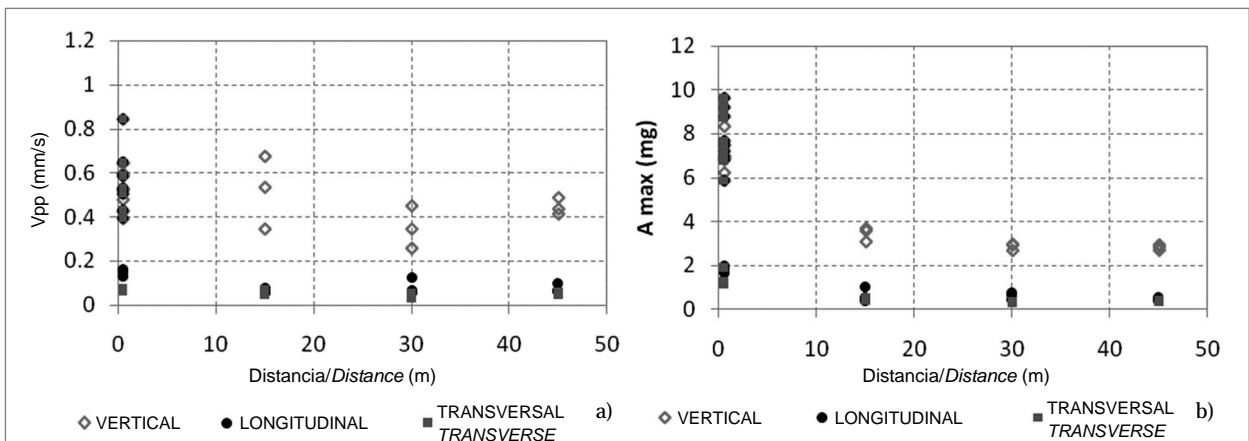 1.2
1
0.8
0.6
0.4
0.2
0
Vpp (mm/s)
0 10 20 30 40 50
Distancia/Distance (m)
VERTICAL LONGITUDINAL TRANSVERSAL a)
TRANSVERSE
12
10
8
6
4
2
0
A max (mg)
0 10 20 30 40 50
Distancia/Distance (m)
VERTICAL LONGITUDINAL TRANSVERSAL b)
TRANSVERSE